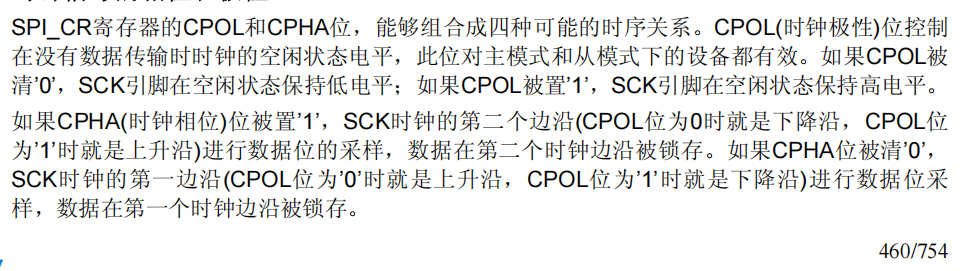 SPI_CR寄存器的CPOL和CPHA位，能够组合成四种可能的时序关系。CPOL(时钟极性)位控制
在没有数据传输时时钟的空闲状态电平，此位对主模式和从模式下的设备都有效。如果CPOL被
清’0’，SCK引脚在空闲状态保持低电平；如果CPOL被置’1’，SCK引脚在空闲状态保持高电平。
如果CPHA(时钟相位)位被置’1’，SCK时钟的第二个边沿(CPOL位为0时就是下降沿，CPOL位
为’1’时就是上升沿)进行数据位的采样，数据在第二个时钟边沿被锁存。如果CPHA位被清’0’，
SCK时钟的第一边沿(CPOL位为’0’时就是上升沿，CPOL位为’1’时就是下降沿)进行数据位采
样，数据在第一个时钟边沿被锁存。
460/754